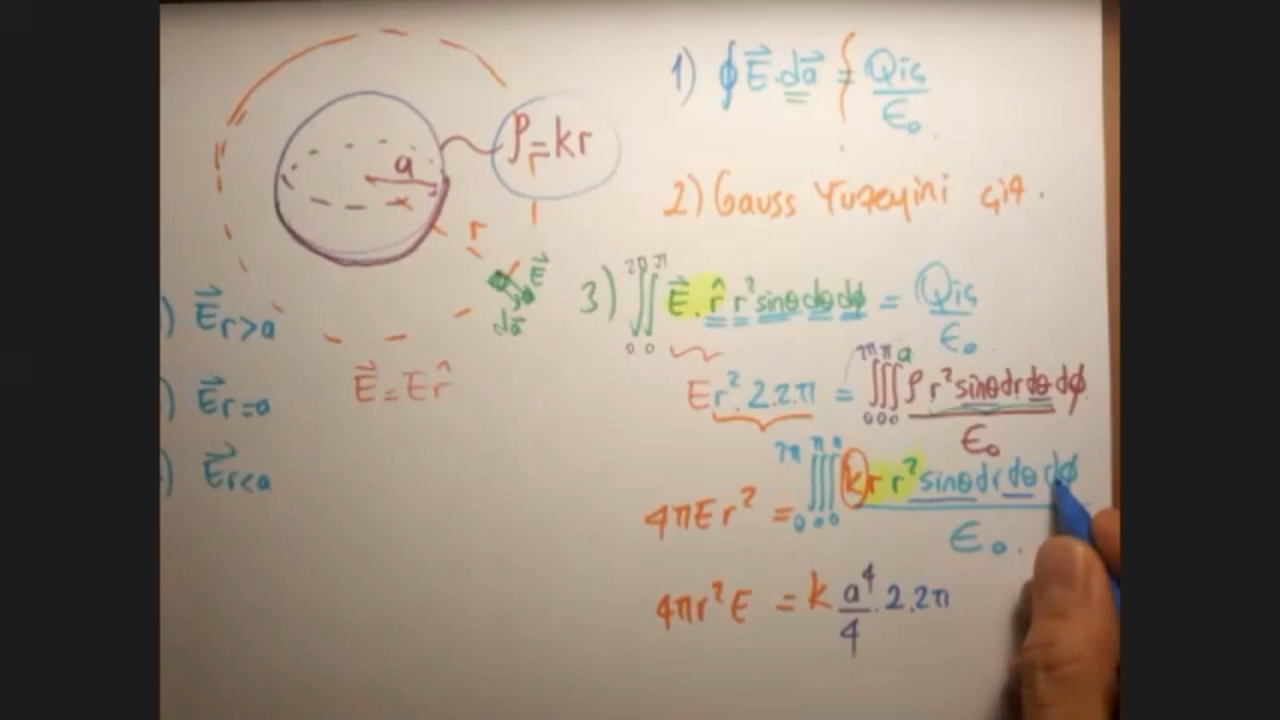 a
ρ=kr
r
r
E⃗
da⃗
) E⃗r>a
) E⃗r=a
) E⃗r<a
E⃗ = E r̂
1) ∮ E⃗.da⃗ = Qiç/ϵ₀
2) Gauss Yüzeyini çiz.
3) ∫₀^2π ∫₀^π E⃗.r̂ r² sinθ dθ dϕ = Qiç/ϵ₀
E r².2.2π = ∫₀^2π ∫₀^π ∫₀^a ρ r² sinθ dr dθ dϕ / ϵ₀
4πEr² = ∫₀^2π ∫₀^π ∫₀^a k r r² sinθ dr dθ dϕ / ϵ₀.
4πr²E = k a⁴/4 .2.2π